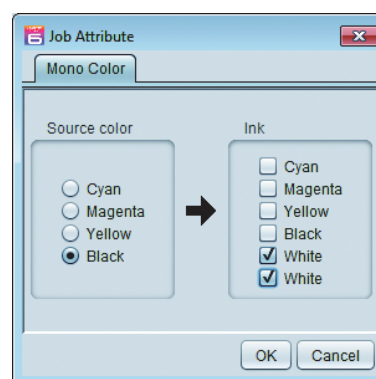 Job Attribute
Mono Color
Source color
Cyan
Magenta
Yellow
Black
Ink
Cyan
Magenta
Yellow
Black
White
White
OK
Cancel